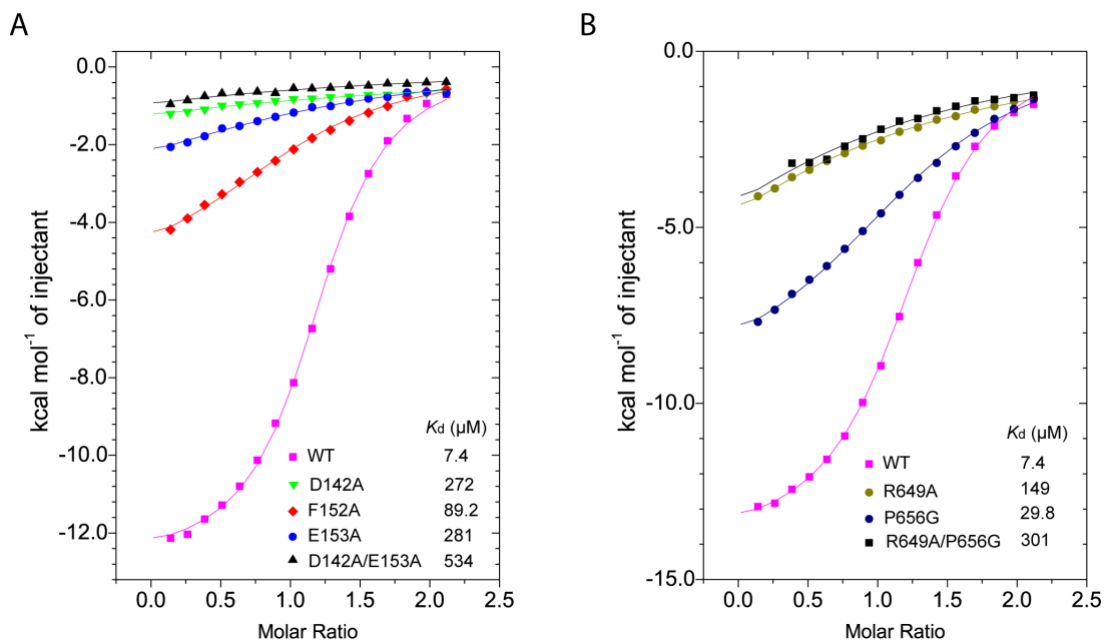 A
kcal mol⁻¹ of injectant
0.0
-2.0
-4.0
-6.0
-8.0
-10.0
-12.0
Kd (μM)
WT 7.4
D142A 272
F152A 89.2
E153A 281
D142A/E153A 534
0.0 0.5 1.0 1.5 2.0 2.5
Molar Ratio
B
kcal mol⁻¹ of injectant
0.0
-5.0
-10.0
-15.0
Kd (μM)
WT 7.4
R649A 149
P656G 29.8
R649A/P656G 301
0.0 0.5 1.0 1.5 2.0 2.5
Molar Ratio